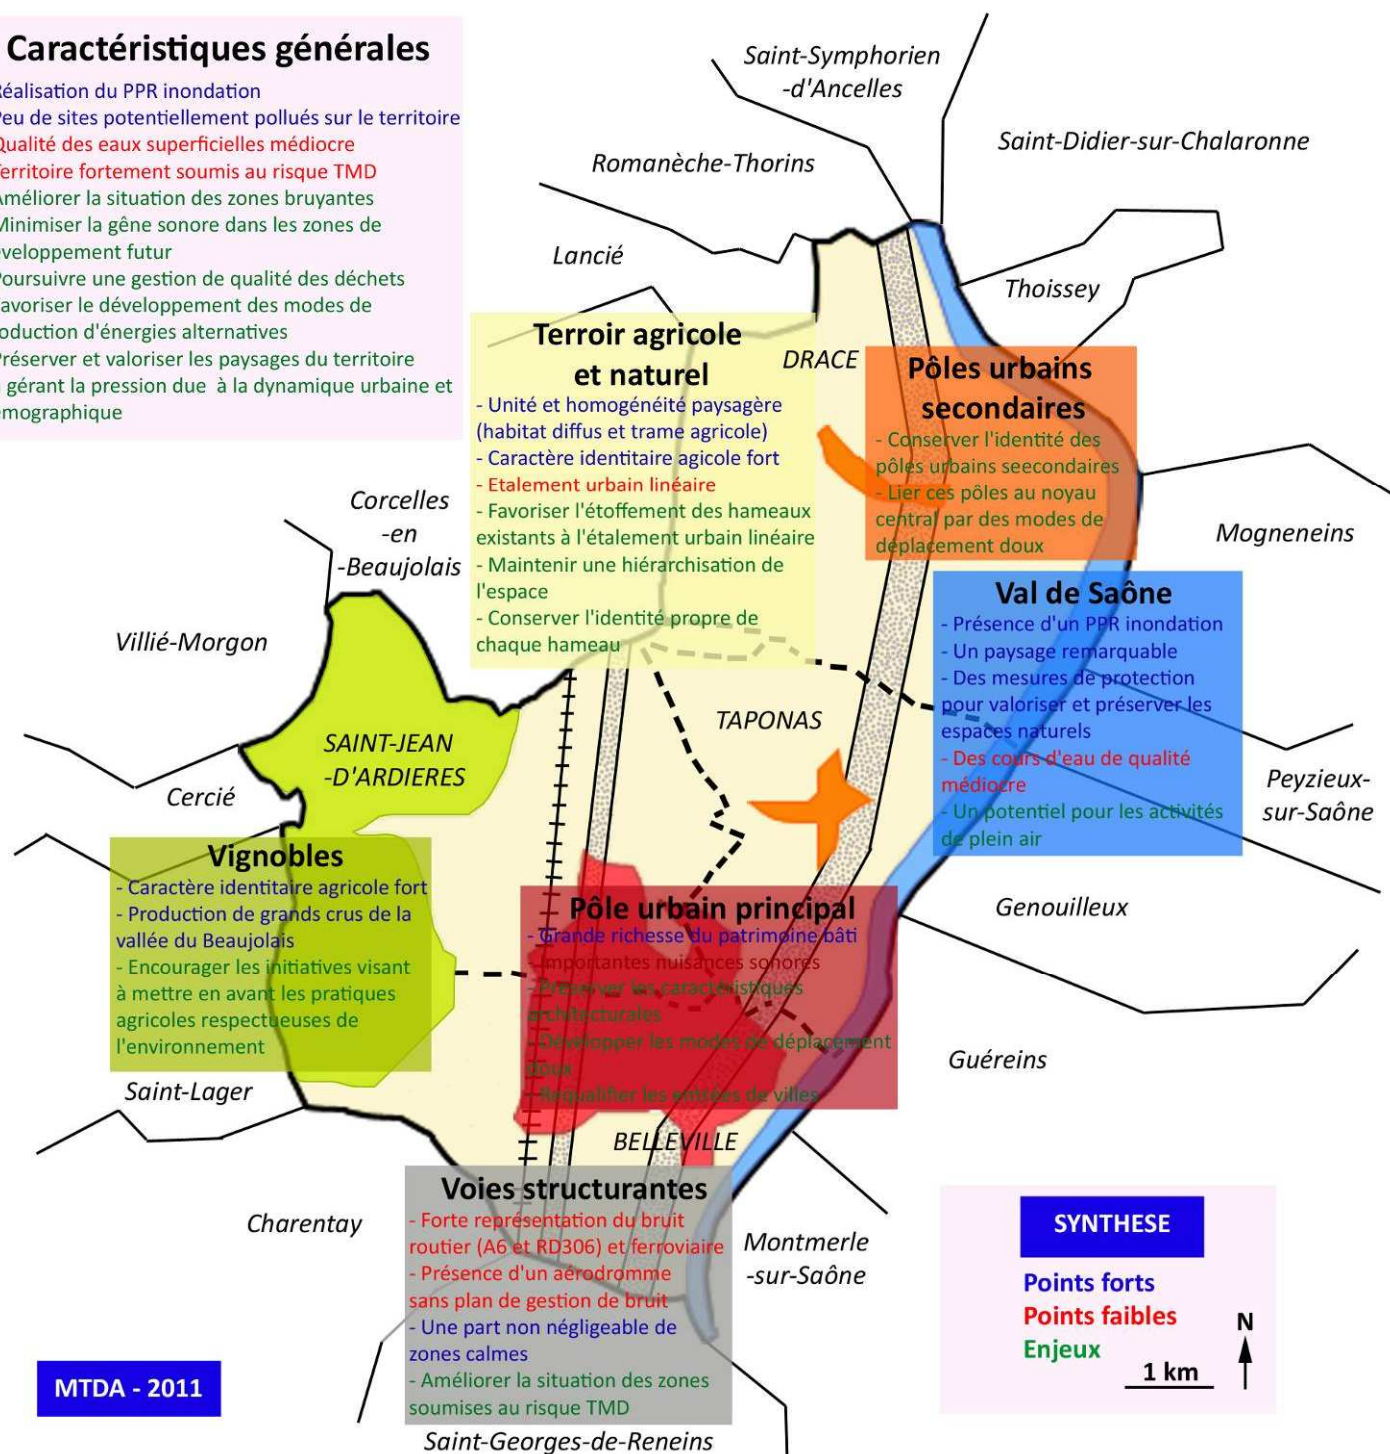 Caractéristiques générales
Réalisation du PPR inondation
Peu de sites potentiellement pollués sur le territoire
Qualité des eaux superficielles médiocre
Territoire fortement soumis au risque TMD
Améliorer la situation des zones bruyantes
Minimiser la gêne sonore dans les zones de
éveloppement futur
Poursuivre une gestion de qualité des déchets
Favoriser le développement des modes de
roduction d'énergies alternatives
Préserver et valoriser les paysages du territoire
gérant la pression due à la dynamique urbaine et
émographique
Saint-Symphorien
-d'Ancelles
Saint-Didier-sur-Chalaronne
Romanèche-Thorins
Lancié
Thoissey
Terroir agricole
et naturel
- Unité et homogénéité paysagère
(habitat diffus et trame agricole)
- Caractère identitaire agricole fort
- Etalement urbain linéaire
- Favoriser l'étoffement des hameaux
existants à l'étalement urbain linéaire
- Maintenir une hiérarchisation de
l'espace
- Conserver l'identité propre de
chaque hameau
DRACE
Pôles urbains
secondaires
- Conserver l'identité des
pôles urbains seecondaires
- Lier ces pôles au noyau
central par des modes de
déplacement doux
Corcelles
-en
-Beaujolais
Mogneneins
Villié-Morgon
Val de Saône
- Présence d'un PPR inondation
- Un paysage remarquable
- Des mesures de protection
pour valoriser et préserver les
espaces naturels
- Des cours d'eau de qualité
médiocre
- Un potentiel pour les activités
de plein air
TAPONAS
SAINT-JEAN
-D'ARDIERES
Cercié
Peyzieux-
sur-Saône
Vignobles
- Caractère identitaire agricole fort
- Production de grands crus de la
vallée du Beaujolais
- Encourager les initiatives visant
à mettre en avant les pratiques
agricoles respectueuses de
l'environnement
Pôle urbain principal
- Grande richesse du patrimoine bâti
- Importantes nuisances sonores
- Préserver les caractéristiques
architecturales
- Développer les modes de déplacement
doux
- Requalifier les entrées de villes
Genouilleux
Guéreins
Saint-Lager
BELLEVILLE
Voies structurantes
- Forte représentation du bruit
routier (A6 et RD306) et ferroviaire
- Présence d'un aérodromme
sans plan de gestion de bruit
- Une part non négligeable de
zones calmes
- Améliorer la situation des zones
soumises au risque TMD
Charentay
Montmerle
-sur-Saône
Saint-Georges-de-Reneins
SYNTHESE
Points forts
Points faibles
Enjeux
N
1 km
MTDA - 2011